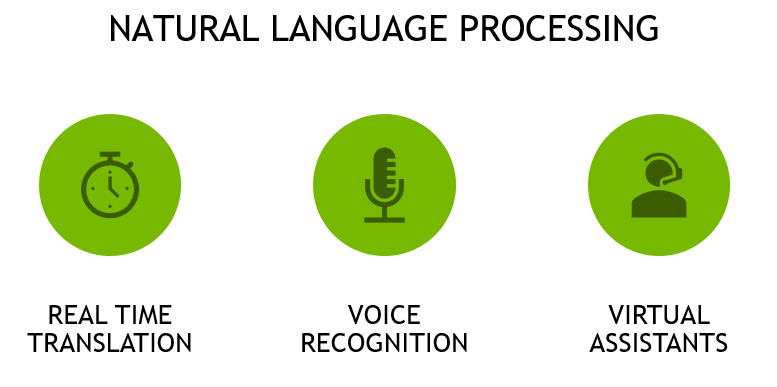 NATURAL LANGUAGE PROCESSING
REAL TIME
TRANSLATION
VOICE
RECOGNITION
VIRTUAL
ASSISTANTS